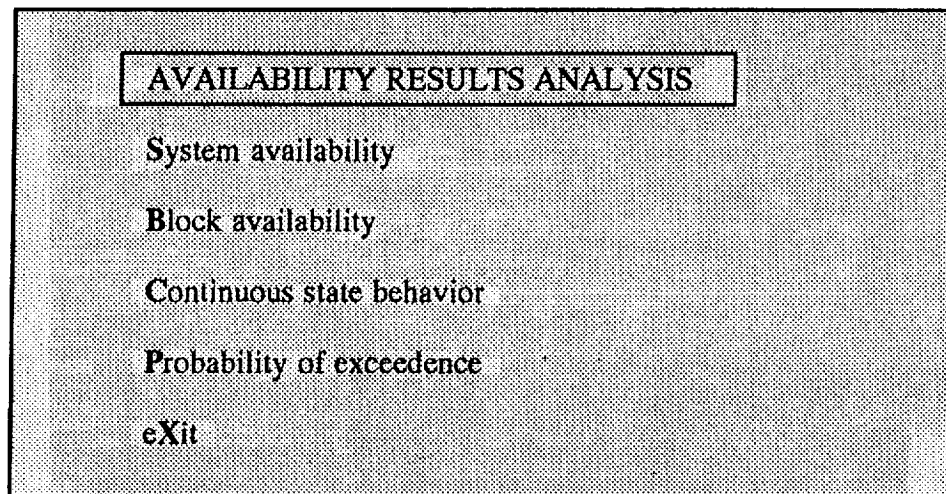 AVAILABILITY RESULTS ANALYSIS
System availability
Block availability
Continuous state behavior
Probability of exceedence
eXit